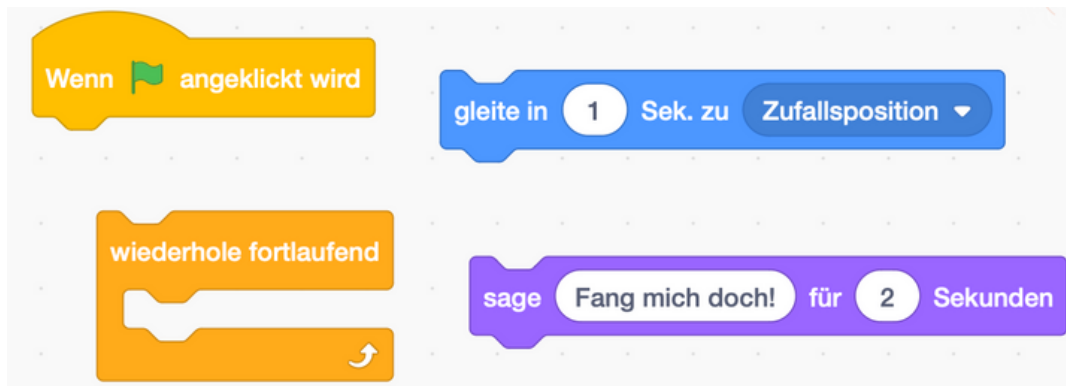 Wenn angeklickt wird
gleite in 1 Sek. zu Zufallsposition
wiederhole fortlaufend
sage Fang mich doch! für 2 Sekunden